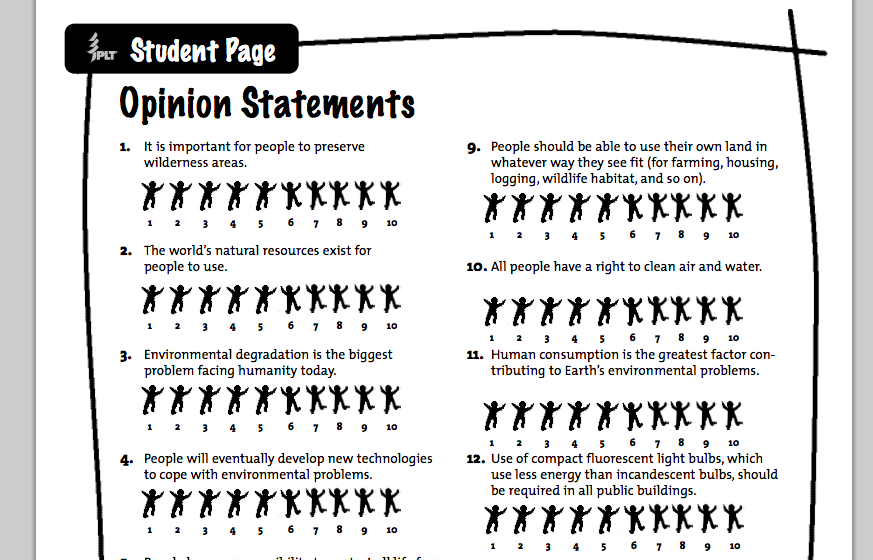 PLT Student Page
Opinion Statements
1. It is important for people to preserve
wilderness areas.
1 2 3 4 5 6 7 8 9 10
2. The world's natural resources exist for
people to use.
1 2 3 4 5 6 7 8 9 10
3. Environmental degradation is the biggest
problem facing humanity today.
1 2 3 4 5 6 7 8 9 10
4. People will eventually develop new technologies
to cope with environmental problems.
1 2 3 4 5 6 7 8 9 10
9. People should be able to use their own land in
whatever way they see fit (for farming, housing,
logging, wildlife habitat, and so on).
1 2 3 4 5 6 7 8 9 10
10. All people have a right to clean air and water.
1 2 3 4 5 6 7 8 9 10
11. Human consumption is the greatest factor con-
tributing to Earth's environmental problems.
1 2 3 4 5 6 7 8 9 10
12. Use of compact fluorescent light bulbs, which
use less energy than incandescent bulbs, should
be required in all public buildings.
1 2 3 4 5 6 7 8 9 10